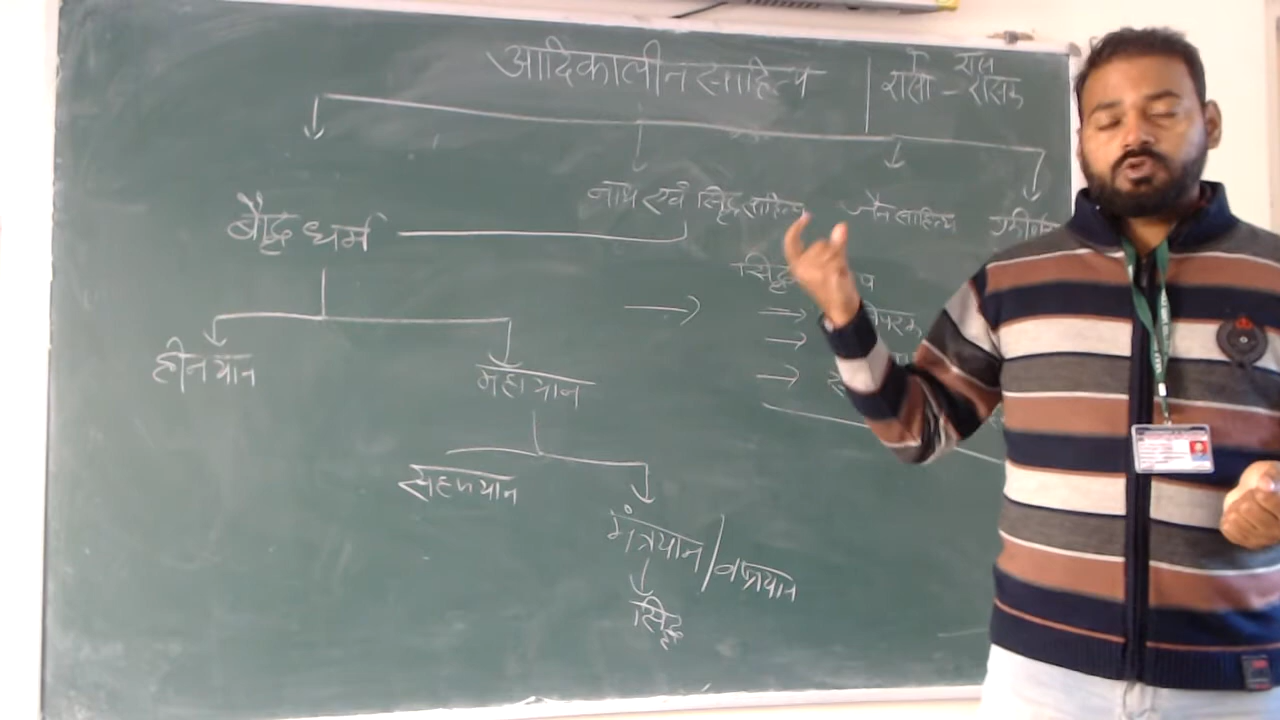 आदिकालीन साहित्य
रासो - रासक
रास
नाथ एवं सिद्ध साहित्य
जैन साहित्य
बौद्ध धर्म
सिद्ध
हीनयान
महायान
सहजयान
मंत्रयान/वज्रयान
सिद्ध